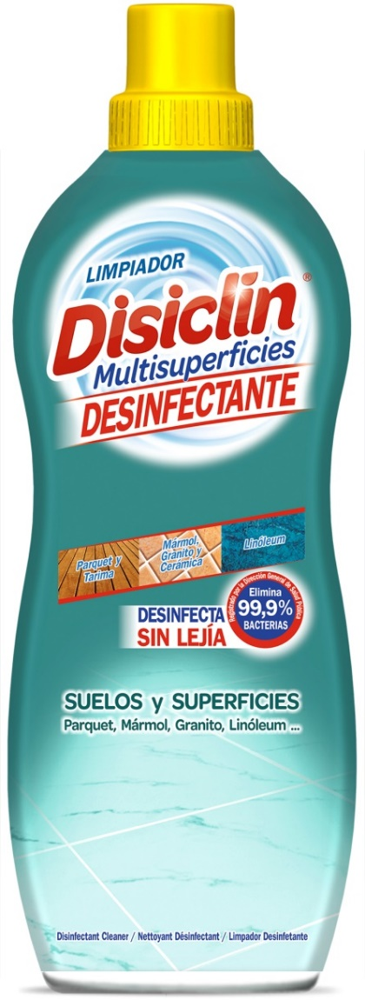 LIMPIADOR
Disiclín®
Multisuperficies
DESINFECTANTE
Parquet y
Tarima
Mármol,
Granito y
Cerámica
Linóleum
DESINFECTA
SIN LEJÍA
Registrado por la Dirección General de Salud Pública
Elimina
99,9%
BACTERIAS
SUELOS y SUPERFICIES
Parquet, Mármol, Granito, Linóleum ...
Disinfectant Cleaner / Nettoyant Désinfectant / Limpador Desinfetante